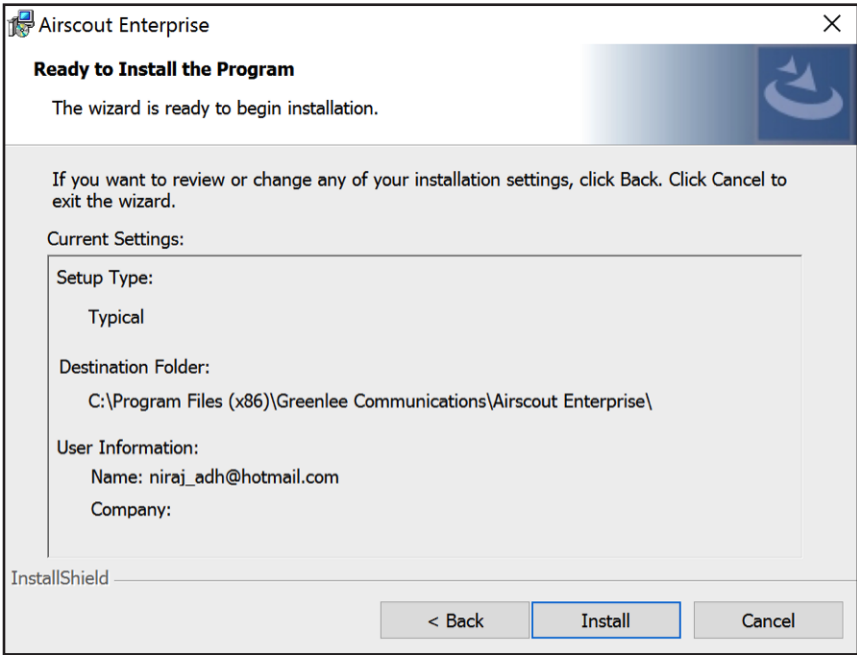 Airscout Enterprise
Ready to Install the Program
The wizard is ready to begin installation.
If you want to review or change any of your installation settings, click Back. Click Cancel to
exit the wizard.
Current Settings:
Setup Type:
Typical
Destination Folder:
C:\Program Files (x86)\Greenlee Communications\Airscout Enterprise\
User Information:
Name: niraj_adh@hotmail.com
Company:
InstallShield
< Back
Install
Cancel